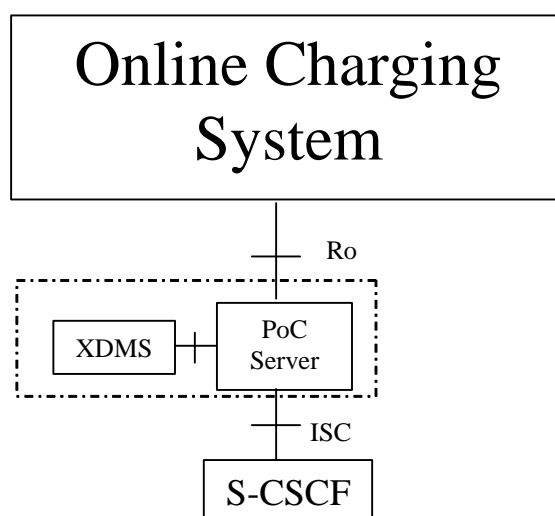 Online Charging
System
Ro
XDMS
PoC
Server
ISC
S-CSCF